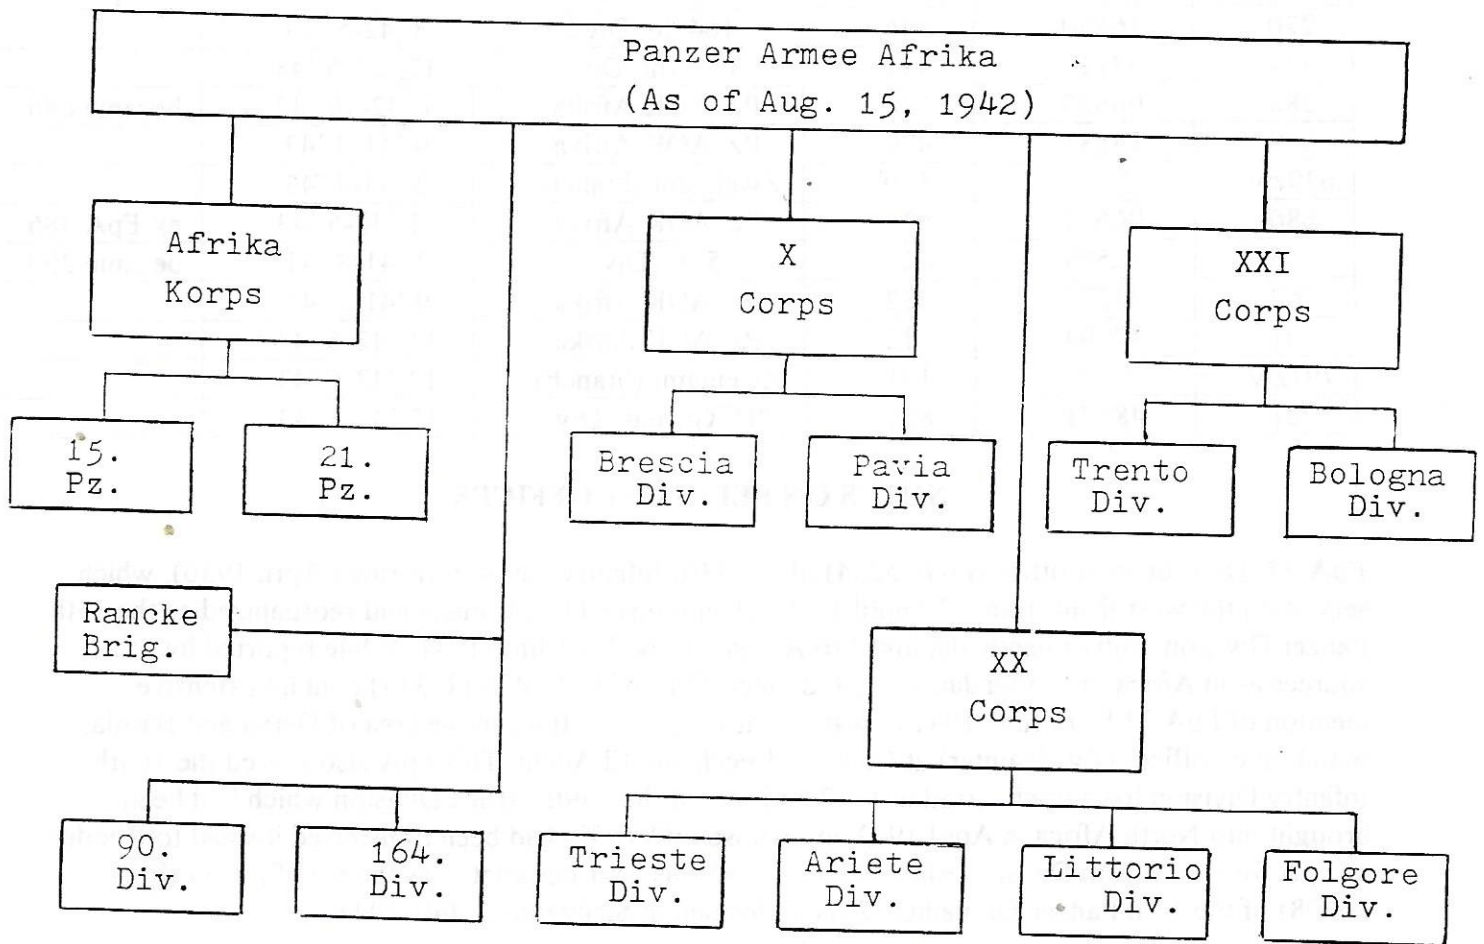 Panzer Armee Afrika
(As of Aug. 15, 1942)
Afrika
Korps
X
Corps
XXI
Corps
15.
Pz.
21.
Pz.
Brescia
Div.
Pavia
Div.
Trento
Div.
Bologna
Div.
Ramcke
Brig.
XX
Corps
90.
Div.
164.
Div.
Trieste
Div.
Ariete
Div.
Littorio
Div.
Folgore
Div.